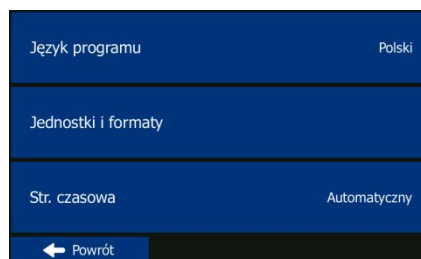 Język programu Polski
Jednostki i formaty
Str. czasowa Automatyczny
Powrót